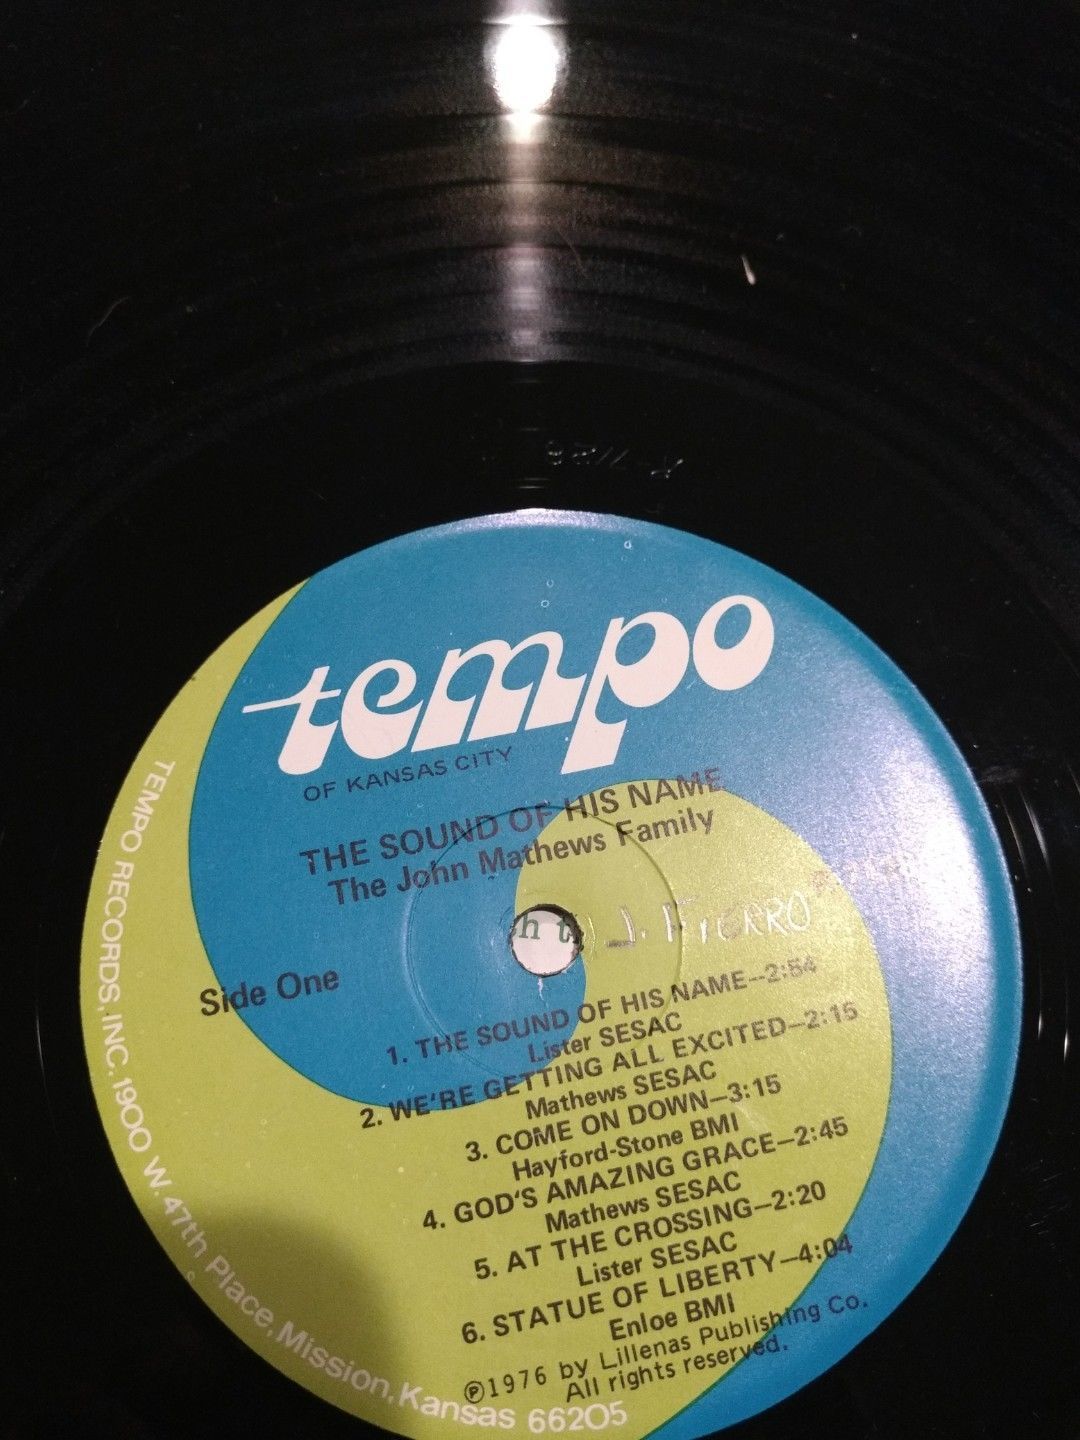 R-7126
tempo
OF KANSAS CITY
THE SOUND OF HIS NAME
The John Mathews Family
J. FIERRO
Side One
1. THE SOUND OF HIS NAME—2:54
Lister SESAC
2. WE'RE GETTING ALL EXCITED—2:15
Mathews SESAC
3. COME ON DOWN—3:15
Hayford-Stone BMI
4. GOD'S AMAZING GRACE—2:45
Mathews SESAC
5. AT THE CROSSING—2:20
Lister SESAC
6. STATUE OF LIBERTY—4:04
Enloe BMI
℗1976 by Lillenas Publishing Co.
All rights reserved.
TEMPO RECORDS, INC. 1900 W. 47th Place, Mission, Kansas 66205